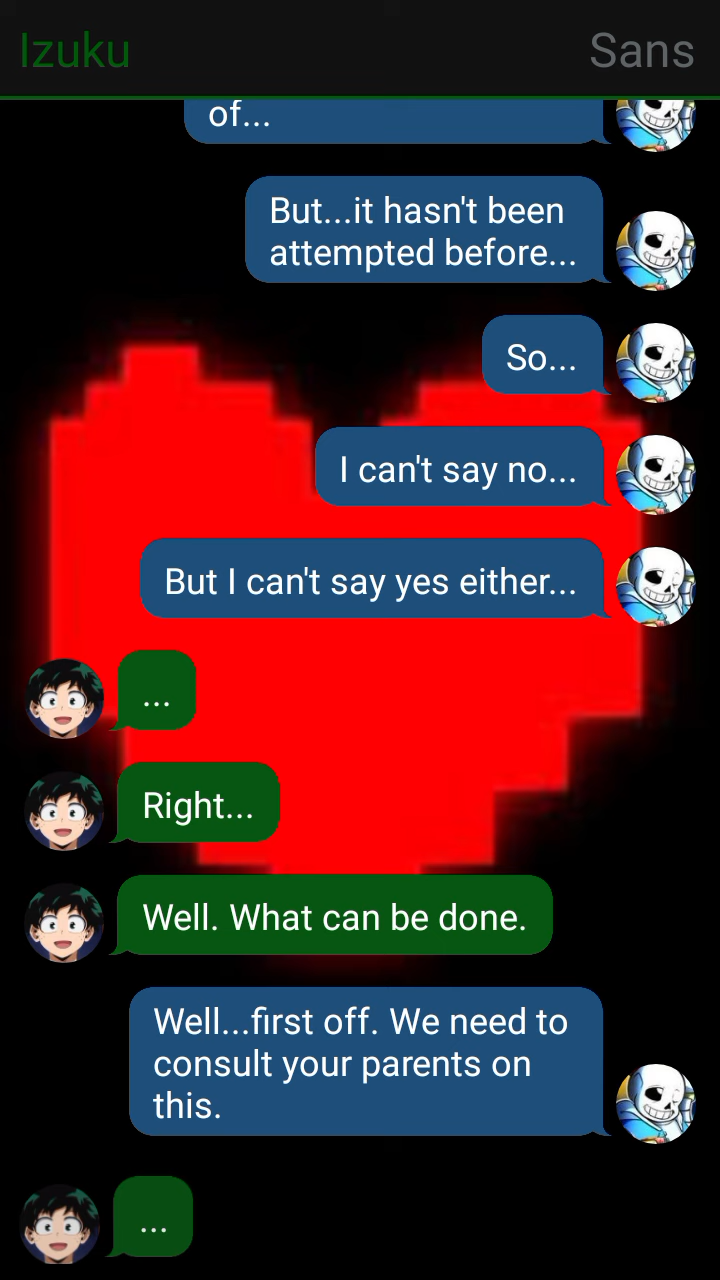 Izuku
Sans
of...
But...it hasn't been
attempted before...
So...
I can't say no...
But I can't say yes either...
...
Right...
Well. What can be done.
Well...first off. We need to
consult your parents on
this.
...